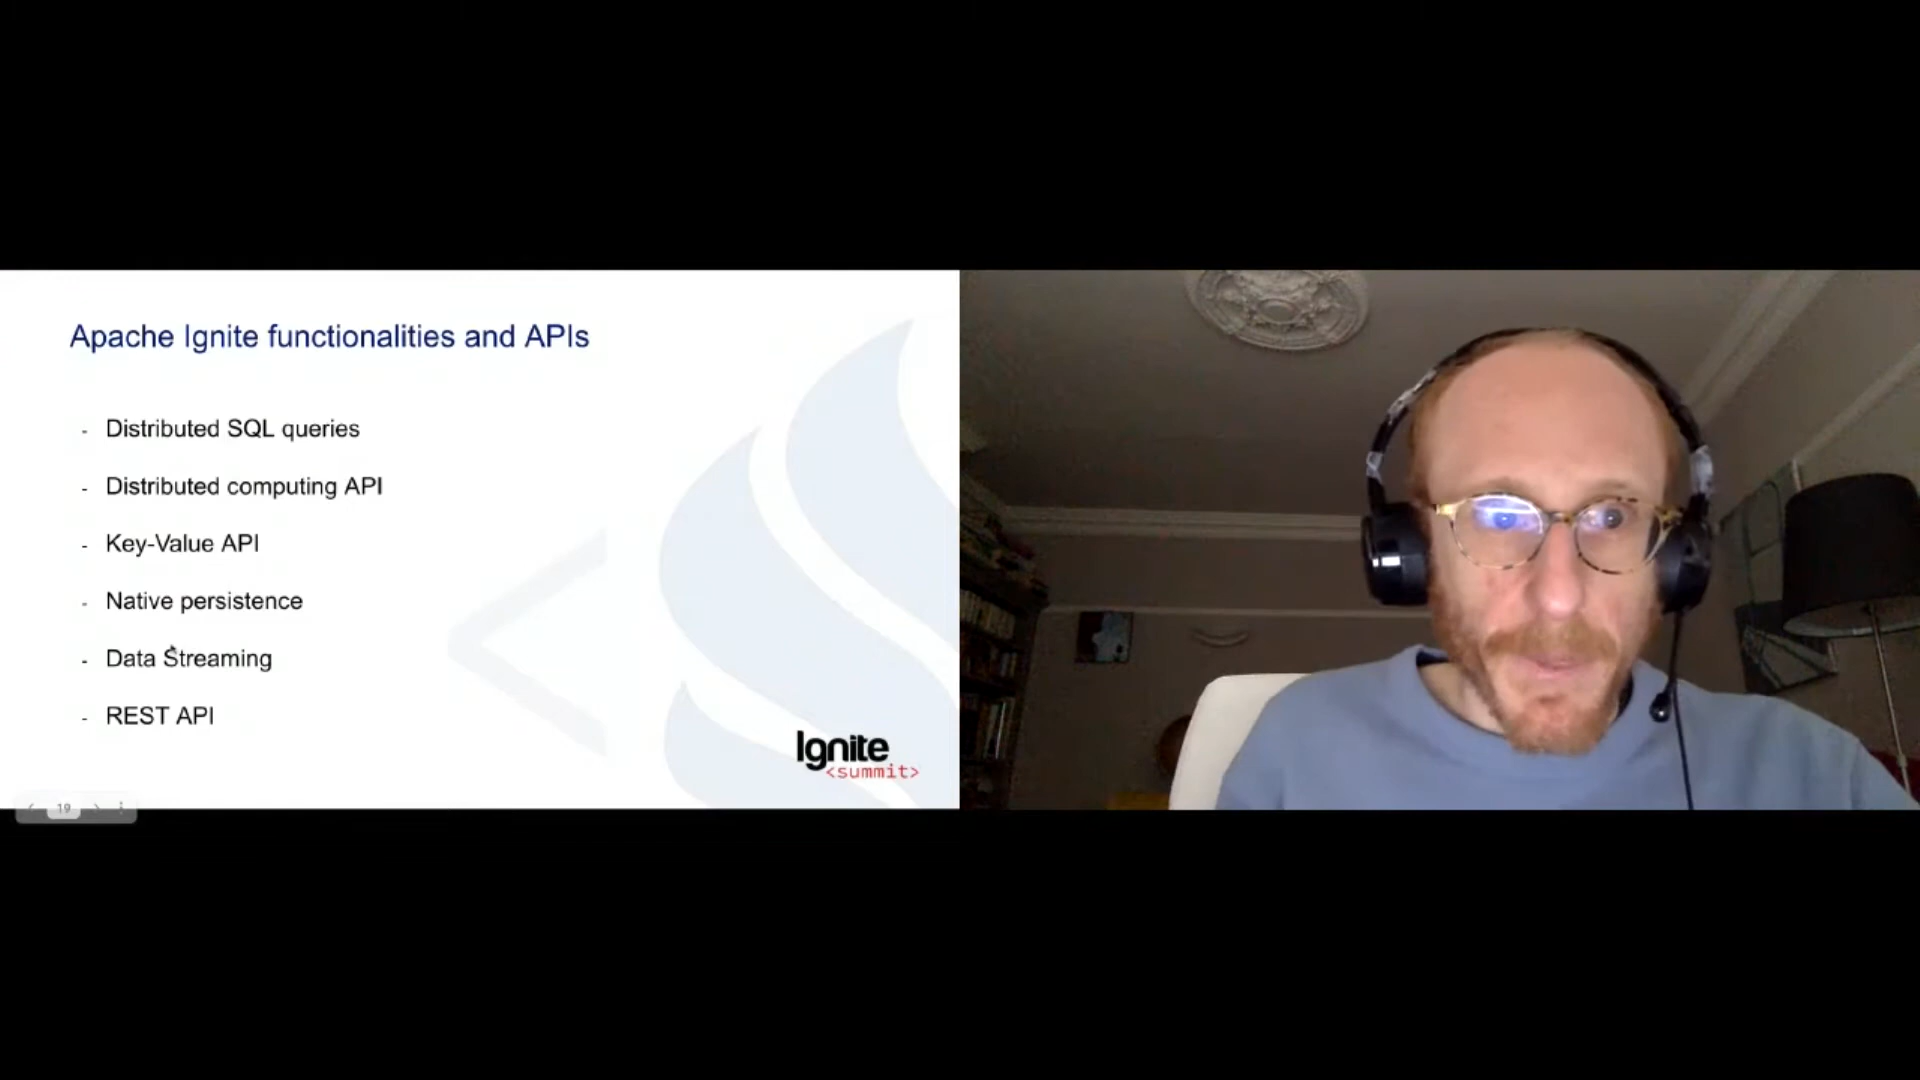 Apache Ignite functionalities and APIs
- Distributed SQL queries
- Distributed computing API
- Key-Value API
- Native persistence
- Data Streaming
- REST API
Ignite
<summit>
19